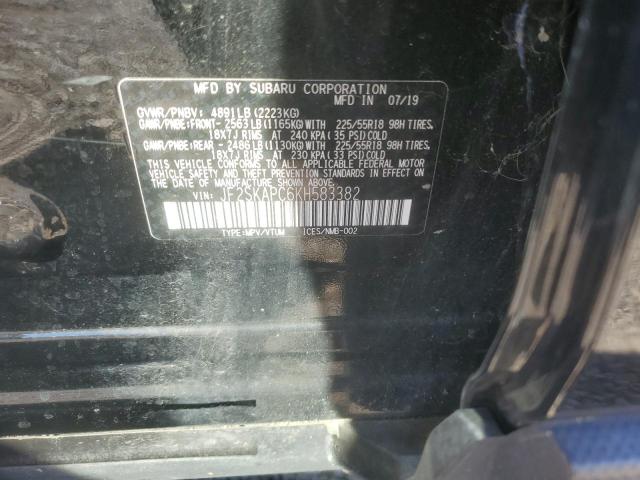 MFD BY SUBARU CORPORATION
MFD IN 07/19
GVWR/PNBV: 4891LB(2223KG)
GAWR/PNBE:FRONT- 2563LB(1165KG)WITH 225/55R18 98H TIRES,
18X7J RIMS AT 240 KPA(35 PSI)COLD
GAWR/PNBE:REAR - 2486LB(1130KG)WITH 225/55R18 98H TIRES,
18X7J RIMS AT 230 KPA(33 PSI)COLD
THIS VEHICLE CONFORMS TO ALL APPLICABLE FEDERAL MOTOR
VEHICLE SAFETY, BUMPER, AND THEFT PREVENTION STANDARDS
IN EFFECT ON THE DATE OF MANUFACTURE SHOWN ABOVE.
VIN: JF2SKAPC6KH583382
TYPE:MPV/VTUM ICES/NMB-002